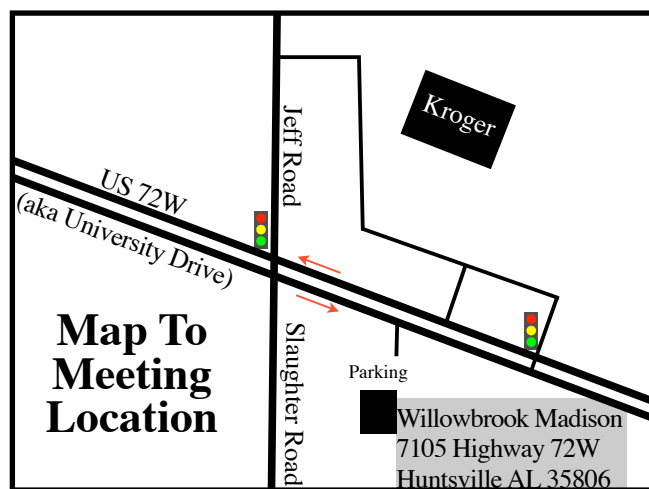 Kroger
Jeff Road
US 72W
(aka University Drive)
Map To
Meeting
Location
Slaughter Road
Parking
Willowbrook Madison
7105 Highway 72W
Huntsville AL 35806